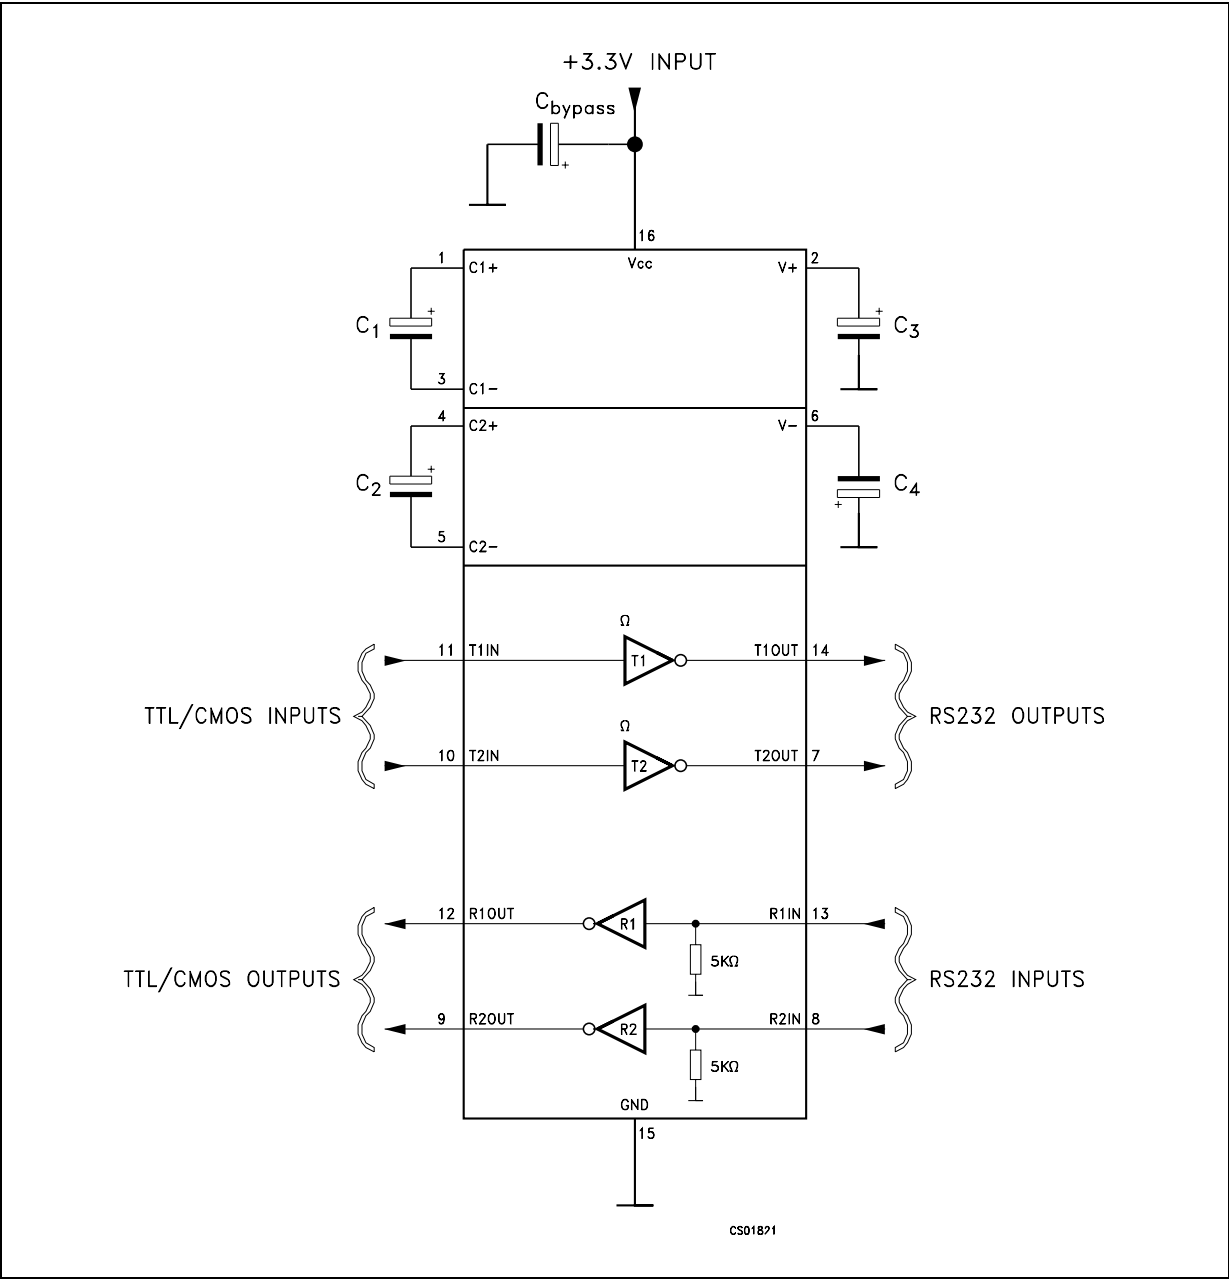 +3.3V INPUT
Cbypass
+
16
Vcc
1
C1+
V+
2
+
+
C1
C3
3
C1-
4
C2+
V-
6
+
C2
C4
+
5
C2-
Ω
11
T1IN
T1
T1OUT
14
TTL/CMOS INPUTS
RS232 OUTPUTS
Ω
10
T2IN
T2
T2OUT
7
12
R1OUT
R1
R1IN
13
5KΩ
TTL/CMOS OUTPUTS
RS232 INPUTS
9
R2OUT
R2
R2IN
8
5KΩ
GND
15
CS01821